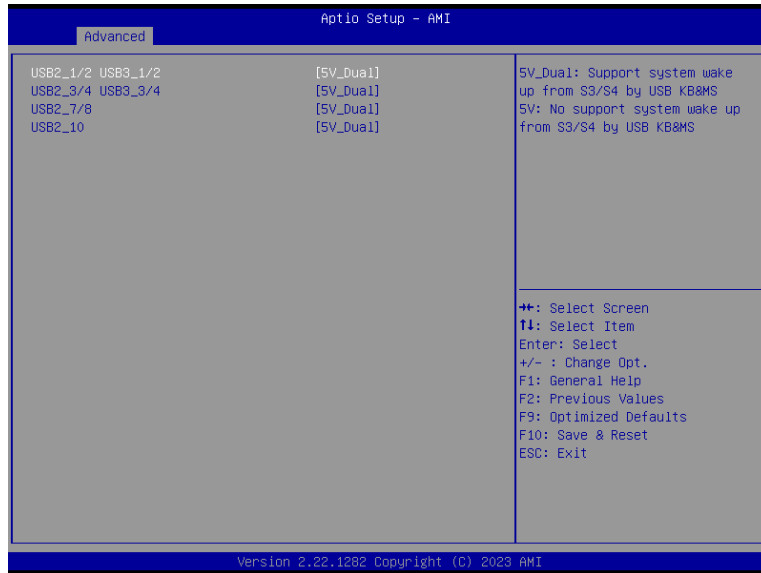 Aptio Setup – AMI
Advanced
USB2_1/2 USB3_1/2 [5V_Dual]
USB2_3/4 USB3_3/4 [5V_Dual]
USB2_7/8 [5V_Dual]
USB2_10 [5V_Dual]
5V_Dual: Support system wake
up from S3/S4 by USB KB&MS
5V: No support system wake up
from S3/S4 by USB KB&MS
→←: Select Screen
↑↓: Select Item
Enter: Select
+/- : Change Opt.
F1: General Help
F2: Previous Values
F9: Optimized Defaults
F10: Save & Reset
ESC: Exit
Version 2.22.1282 Copyright (C) 2023 AMI